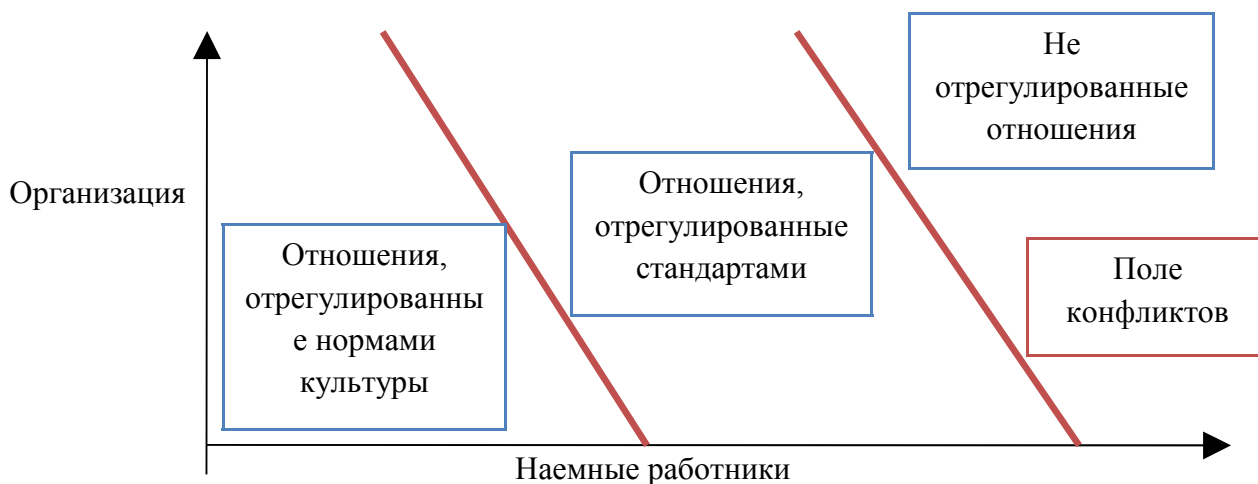 Не
отрегулированные
отношения
Организация
Отношения,
отрегулированные
стандартами
Отношения,
отрегулированны
е нормами
культуры
Поле
конфликтов
Наемные работники